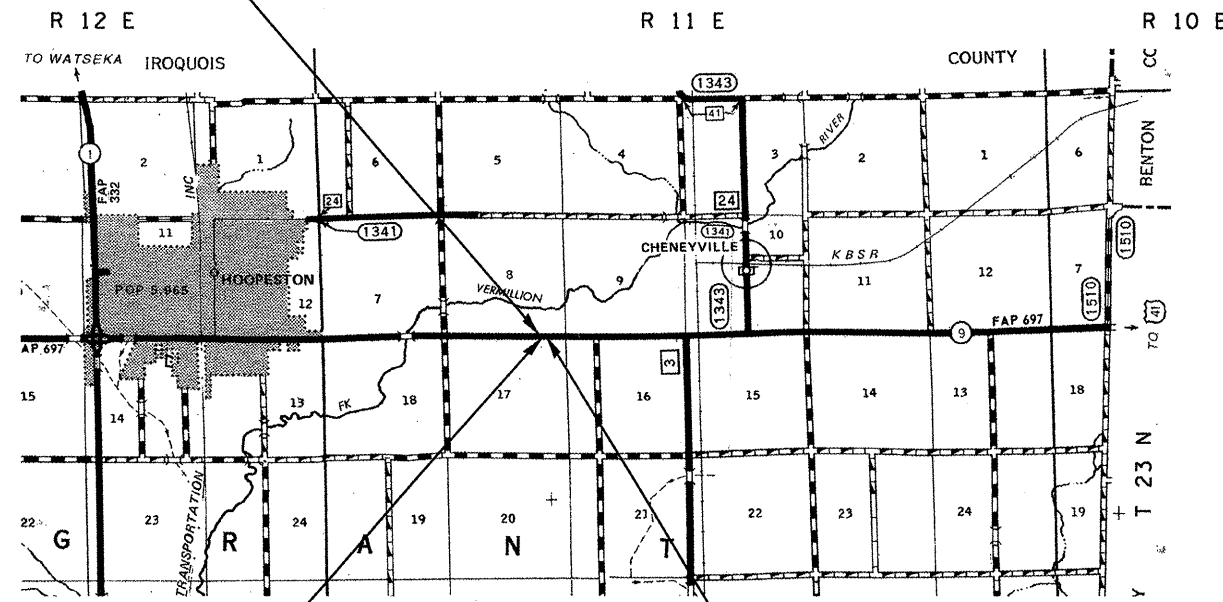 R 12 E R 11 E R 10 E
TO WATSEKA IROQUOIS COUNTY CO
1343
41
1
FAP 332
2 1 6 5 4 3 2 1 6
RIVER
BENTON
INC
24 24
1341 1341
11 10
CHENEYVILLE
KBSR
1510
HOOPESTON
POP 5,965
12 7 8 9 11 12 7
VERMILLION
1343
1510
AP 697 9 FAP 697
TO 41
3
15 14 13 18 17 16 15 14 13 18
FK
T 23 N
TRANSPORTATION
22 23 24 19 20 21 22 23 24 19
G R A N T
Y